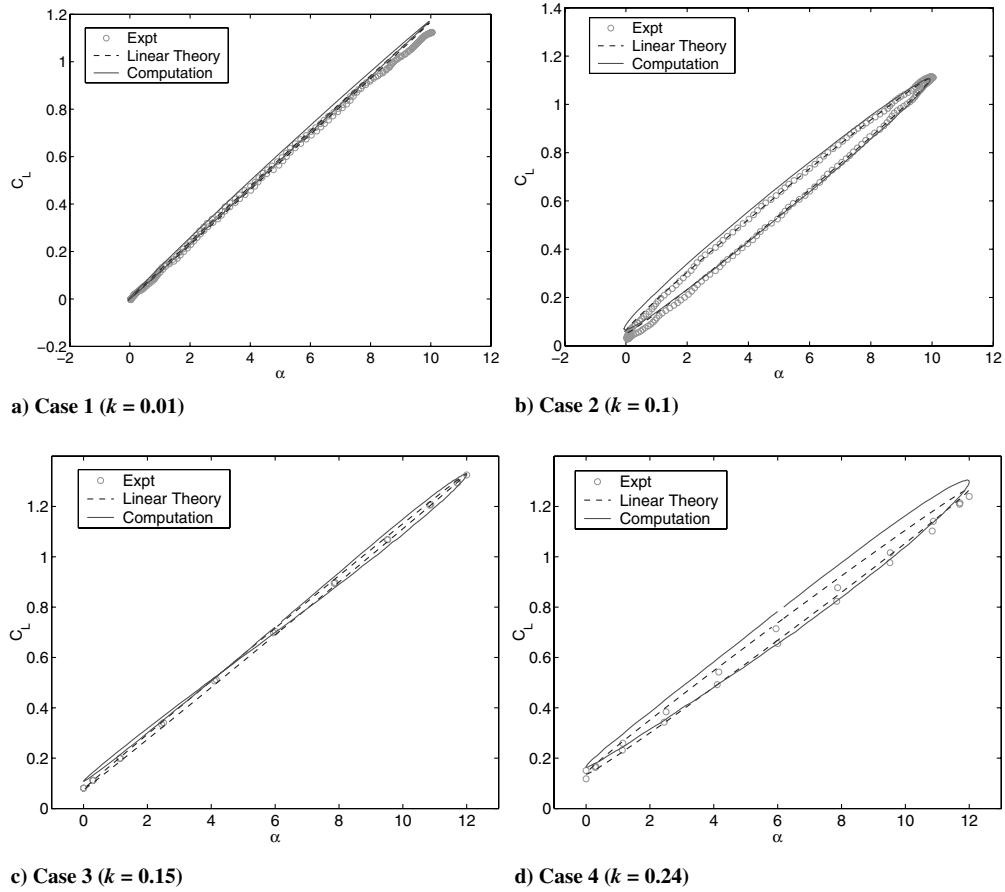 1.2
1
0.8
0.6
0.4
0.2
0
−0.2
C_L
Expt
Linear Theory
Computation
−2 0 2 4 6 8 10 12
α
a) Case 1 (k = 0.01)
1.4
1.2
1
0.8
0.6
0.4
0.2
0
C_L
Expt
Linear Theory
Computation
−2 0 2 4 6 8 10 12
α
b) Case 2 (k = 0.1)
1.2
1
0.8
0.6
0.4
0.2
0
C_L
Expt
Linear Theory
Computation
0 2 4 6 8 10 12
α
c) Case 3 (k = 0.15)
1.2
1
0.8
0.6
0.4
0.2
0
C_L
Expt
Linear Theory
Computation
0 2 4 6 8 10 12
α
d) Case 4 (k = 0.24)